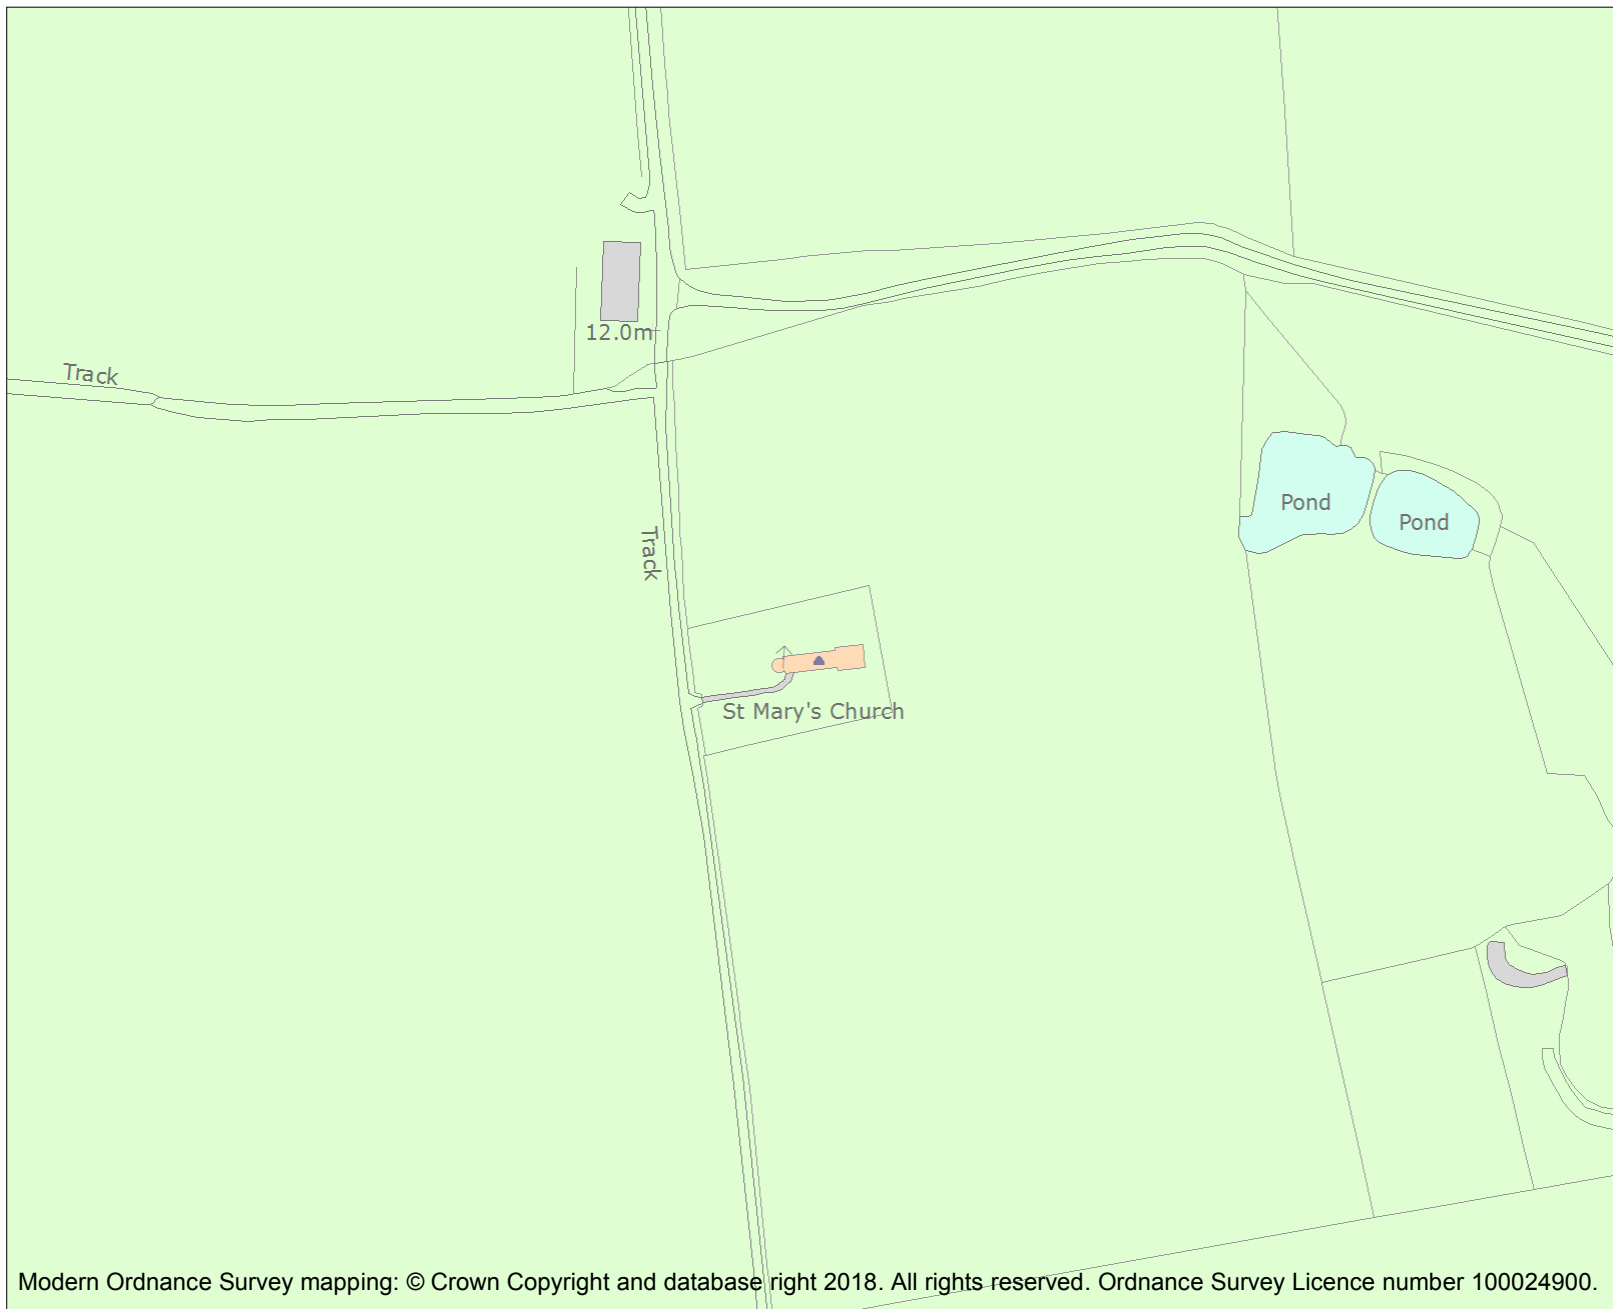 12.0m
Track
Pond
Pond
Track
St Mary's Church
Modern Ordnance Survey mapping: © Crown Copyright and database right 2018. All rights reserved. Ordnance Survey Licence number 100024900.